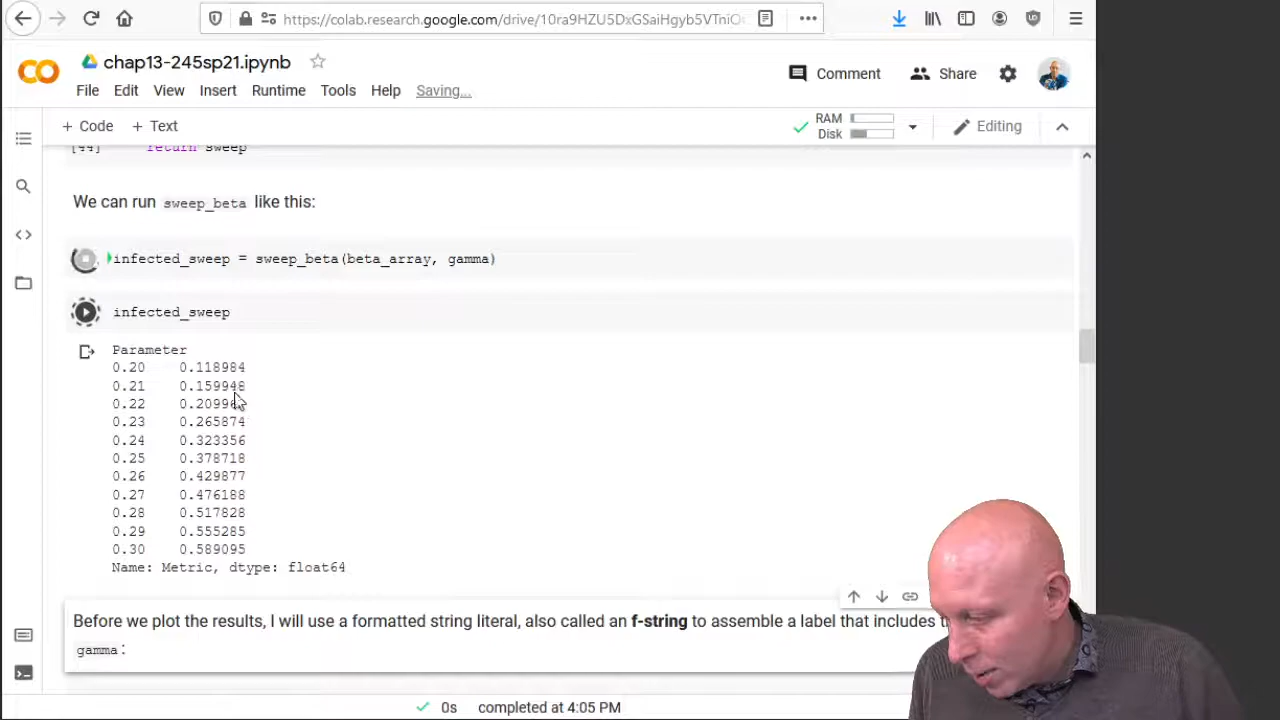 https://colab.research.google.com/drive/10ra9HZU5DxGSaiHgyb5VTniO
chap13-245sp21.ipynb
Comment
Share
File Edit View Insert Runtime Tools Help Saving...
+ Code + Text
RAM
Disk
Editing
[44] return sweep
We can run sweep_beta like this:
infected_sweep = sweep_beta(beta_array, gamma)
infected_sweep
Parameter
0.20 0.118984
0.21 0.159948
0.22
0.23 0.265874
0.24 0.323356
0.25 0.378718
0.26 0.429877
0.27 0.476188
0.28 0.517828
0.29 0.555285
0.30 0.589095
Name: Metric, dtype: float64
Before we plot the results, I will use a formatted string literal, also called an f-string to assemble a label that includes
gamma:
0s completed at 4:05 PM